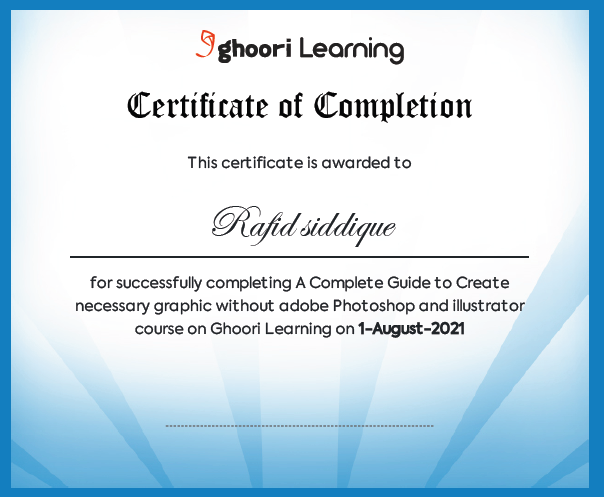 ghoori Learning
Certificate of Completion
This certificate is awarded to
Rafid siddique
for successfully completing A Complete Guide to Create
necessary graphic without adobe Photoshop and illustrator
course on Ghoori Learning on 1-August-2021